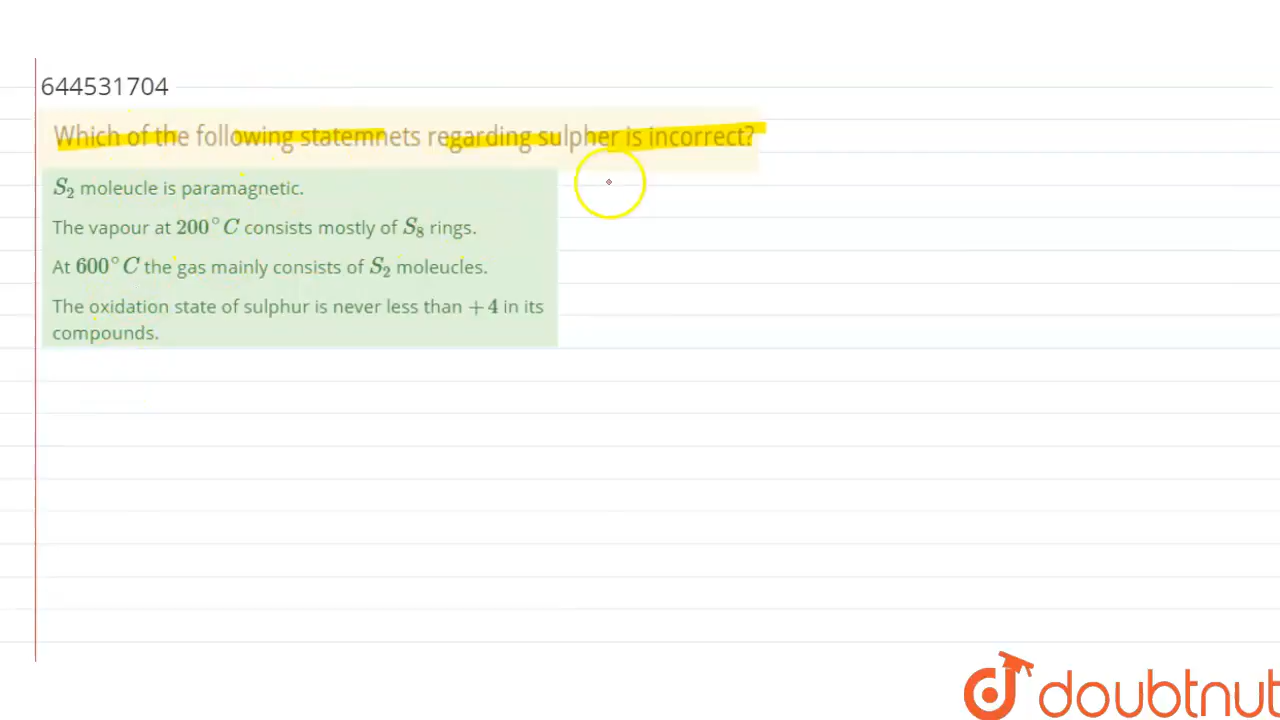 644531704
Which of the following statemnets regarding sulpher is incorrect?
S₂ moleucle is paramagnetic.
The vapour at 200°C consists mostly of S₈ rings.
At 600°C the gas mainly consists of S₂ moleucles.
The oxidation state of sulphur is never less than +4 in its
compounds.
doubtnut